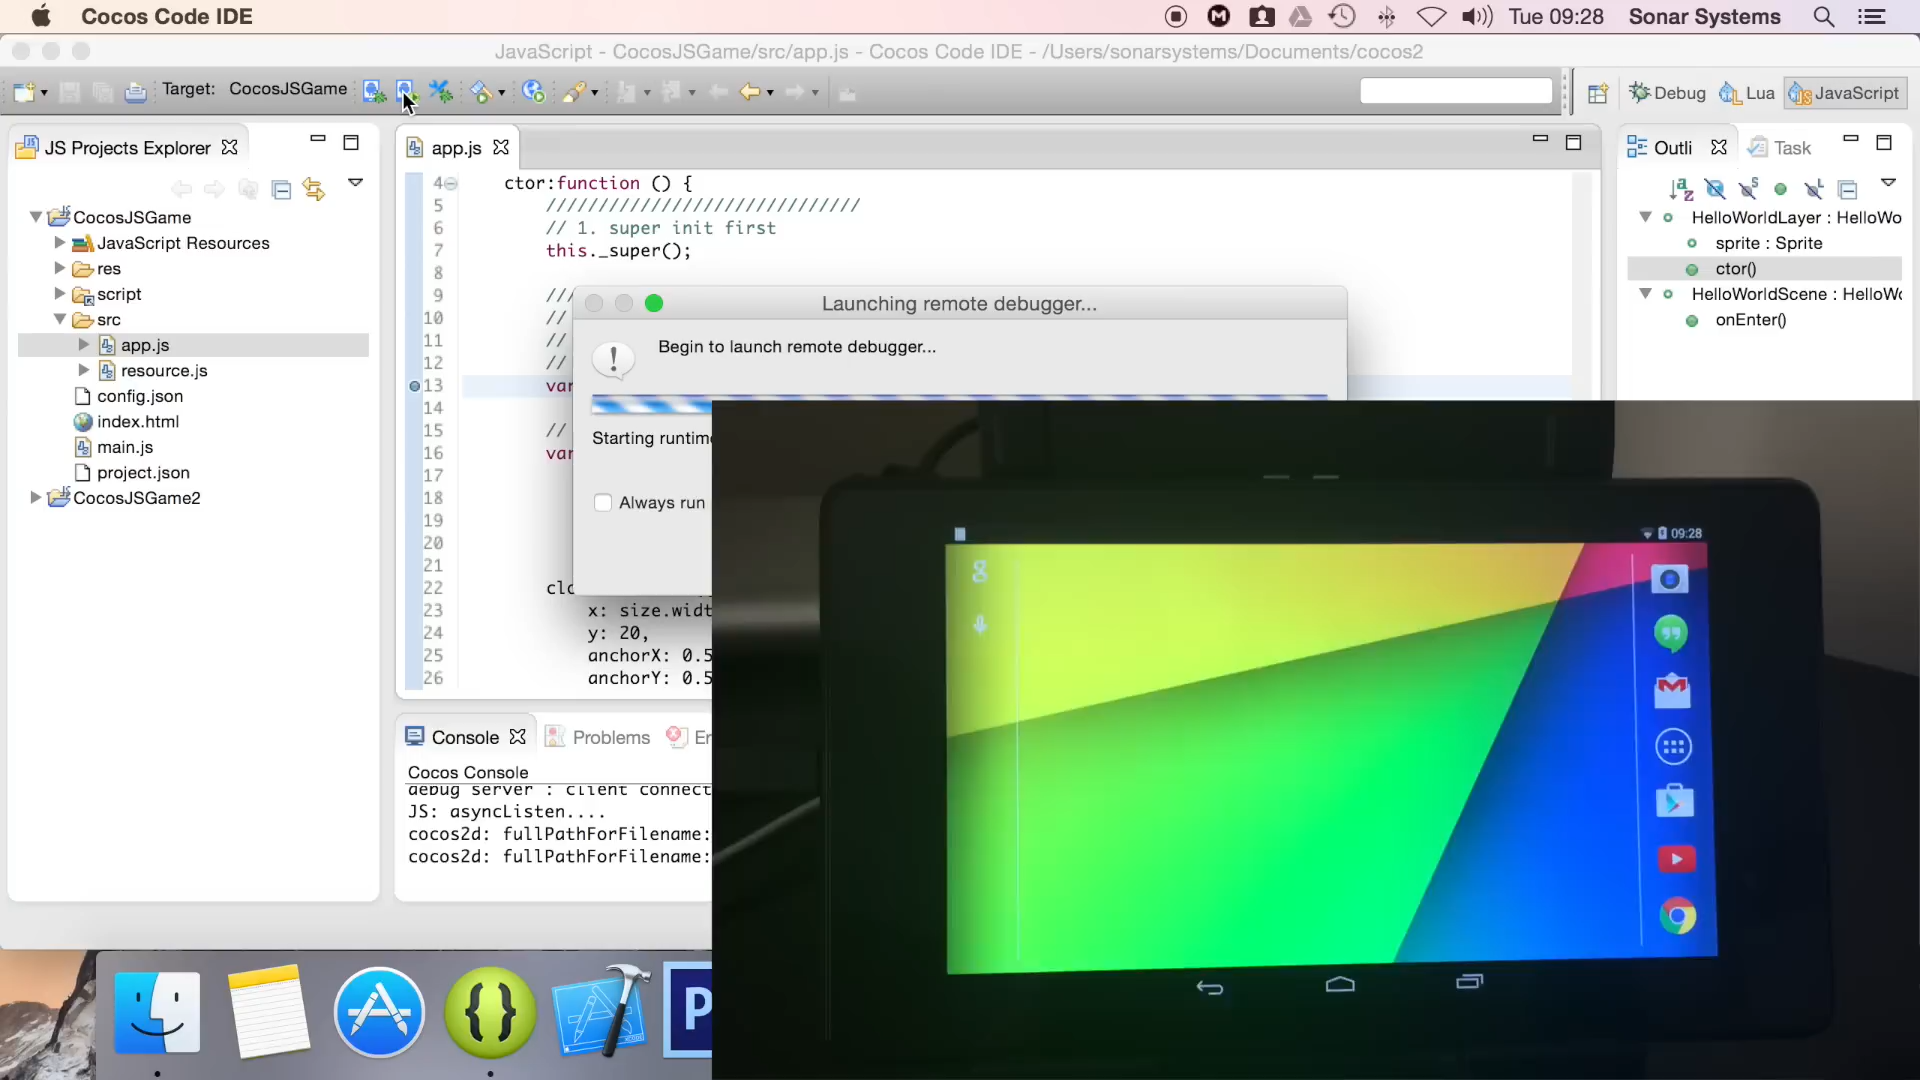 Cocos Code IDE
Tue 09:28 Sonar Systems
JavaScript - CocosJSGame/src/app.js - Cocos Code IDE - /Users/sonarsystems/Documents/cocos2
Target: CocosJSGame
Debug Lua JavaScript
JS Projects Explorer
CocosJSGame
JavaScript Resources
res
script
src
app.js
resource.js
config.json
index.html
main.js
project.json
CocosJSGame2
app.js
4 ctor:function () {
5 //////////////////////////////
6 // 1. super init first
7 this._super();
8
9 ///
10 //
11 //
12 //
13 var
14
15 //
16 var
17
18
19
20
21
22 clo
23 x: size.widt
24 y: 20,
25 anchorX: 0.5
26 anchorY: 0.5
Launching remote debugger...
Begin to launch remote debugger...
Starting runtime
Always run
Outli Task
HelloWorldLayer : HelloWo
sprite : Sprite
ctor()
HelloWorldScene : HelloWo
onEnter()
Console Problems Er
Cocos Console
debug server : client connect
JS: asyncListen....
cocos2d: fullPathForFilename:
cocos2d: fullPathForFilename:
09:28